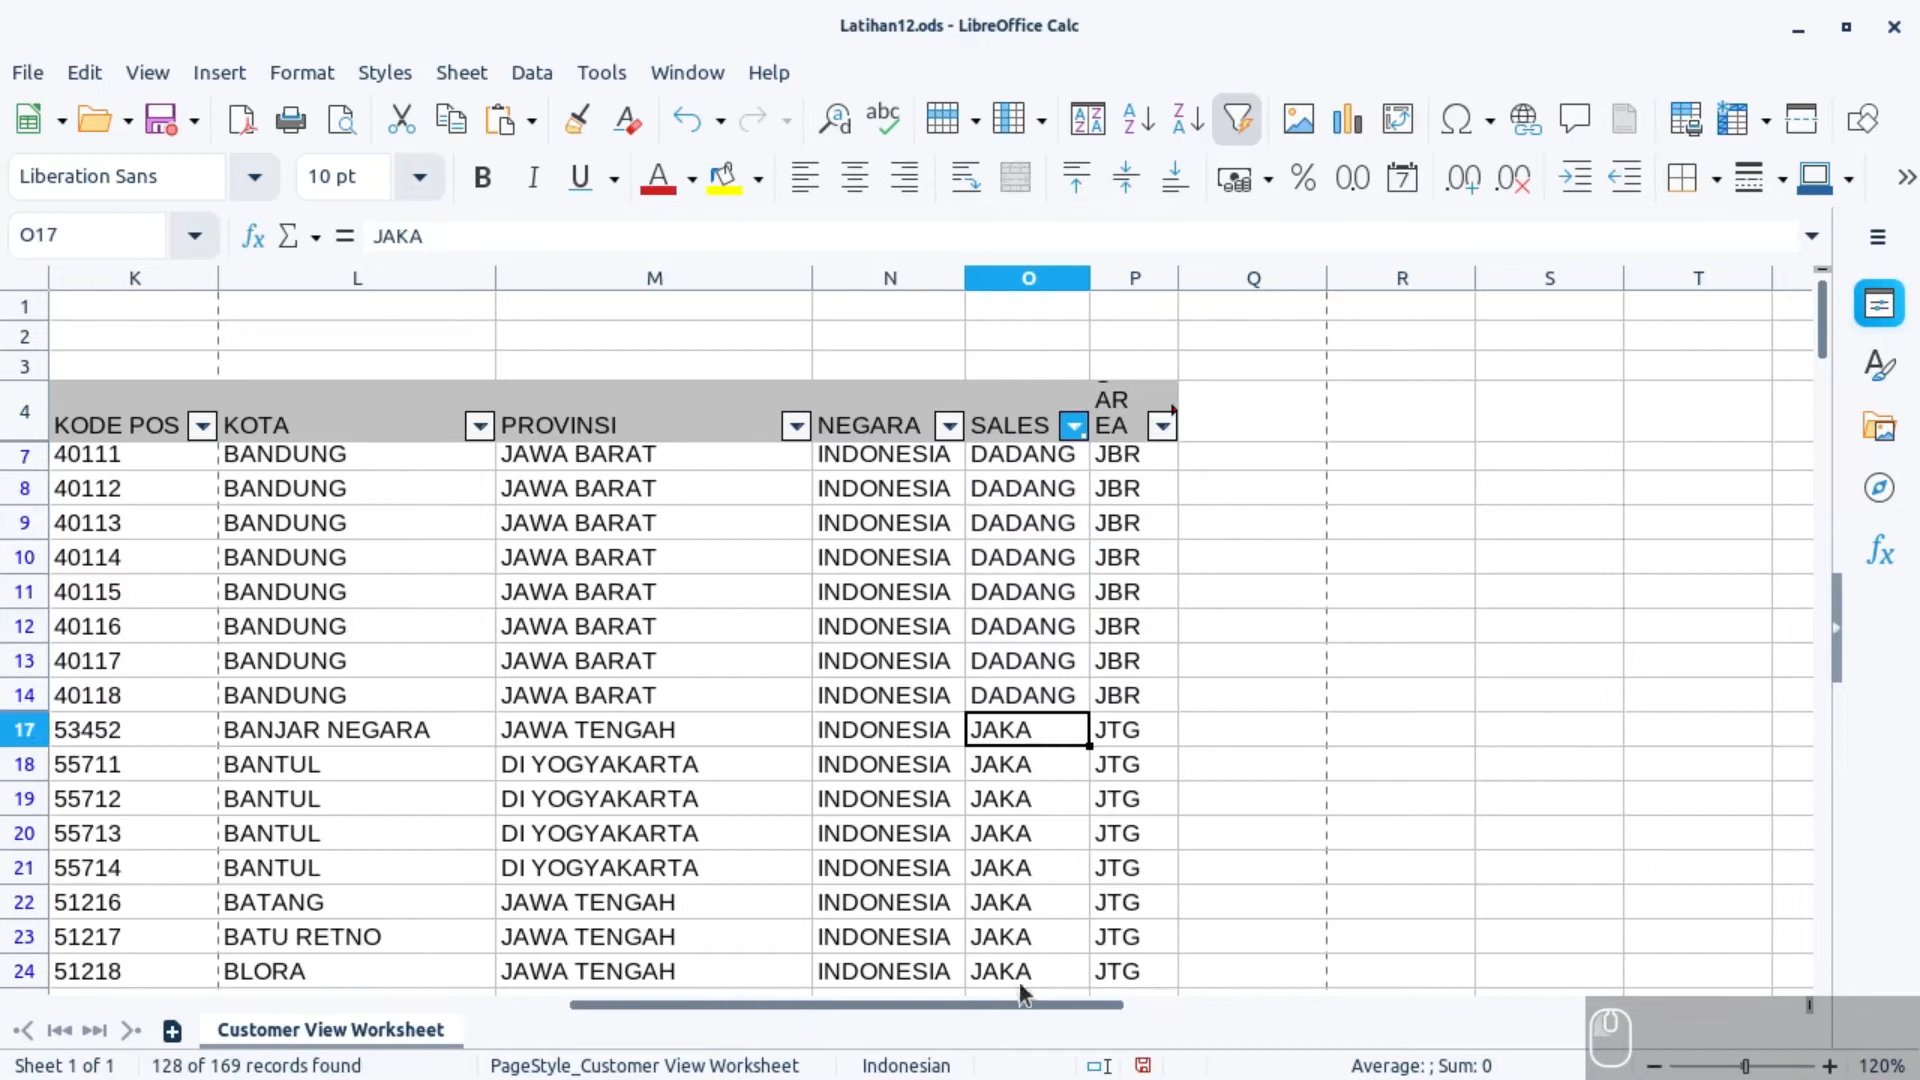 Latihan12.ods - LibreOffice Calc
File Edit View Insert Format Styles Sheet Data Tools Window Help
Liberation Sans 10 pt
O17 JAKA
K L M N O P Q R S T
1
2
3
4 KODE POS KOTA PROVINSI NEGARA SALES AR
EA
7 40111 BANDUNG JAWA BARAT INDONESIA DADANG JBR
8 40112 BANDUNG JAWA BARAT INDONESIA DADANG JBR
9 40113 BANDUNG JAWA BARAT INDONESIA DADANG JBR
10 40114 BANDUNG JAWA BARAT INDONESIA DADANG JBR
11 40115 BANDUNG JAWA BARAT INDONESIA DADANG JBR
12 40116 BANDUNG JAWA BARAT INDONESIA DADANG JBR
13 40117 BANDUNG JAWA BARAT INDONESIA DADANG JBR
14 40118 BANDUNG JAWA BARAT INDONESIA DADANG JBR
17 53452 BANJAR NEGARA JAWA TENGAH INDONESIA JAKA JTG
18 55711 BANTUL DI YOGYAKARTA INDONESIA JAKA JTG
19 55712 BANTUL DI YOGYAKARTA INDONESIA JAKA JTG
20 55713 BANTUL DI YOGYAKARTA INDONESIA JAKA JTG
21 55714 BANTUL DI YOGYAKARTA INDONESIA JAKA JTG
22 51216 BATANG JAWA TENGAH INDONESIA JAKA JTG
23 51217 BATU RETNO JAWA TENGAH INDONESIA JAKA JTG
24 51218 BLORA JAWA TENGAH INDONESIA JAKA JTG
Customer View Worksheet
Sheet 1 of 1 128 of 169 records found PageStyle_Customer View Worksheet Indonesian Average: ; Sum: 0 120%